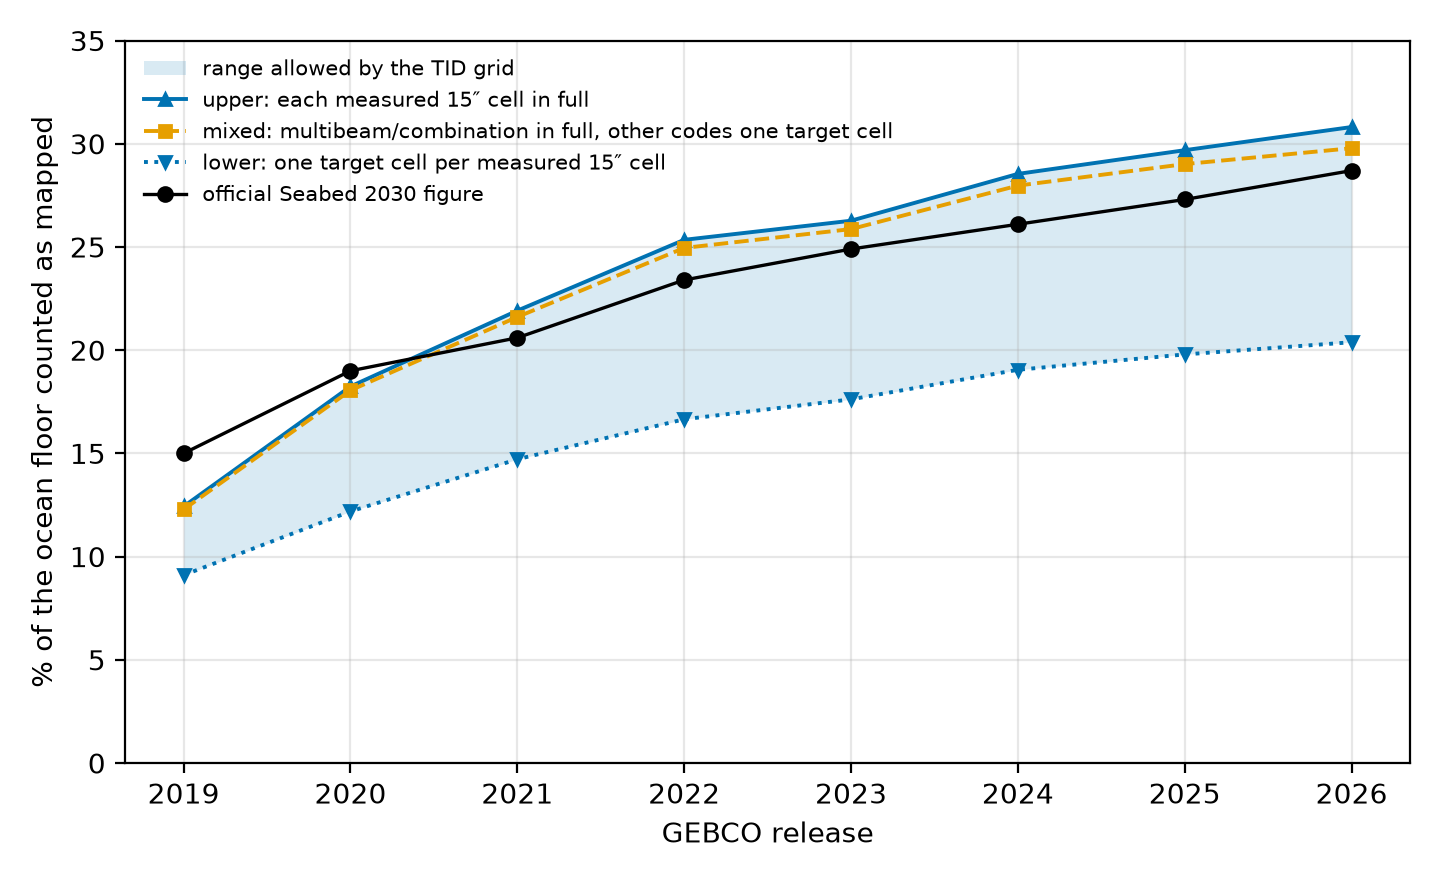 % of the ocean floor counted as mapped
35
30
25
20
15
10
5
0
range allowed by the TID grid
upper: each measured 15″ cell in full
mixed: multibeam/combination in full, other codes one target cell
lower: one target cell per measured 15″ cell
official Seabed 2030 figure
2019 2020 2021 2022 2023 2024 2025 2026
GEBCO release